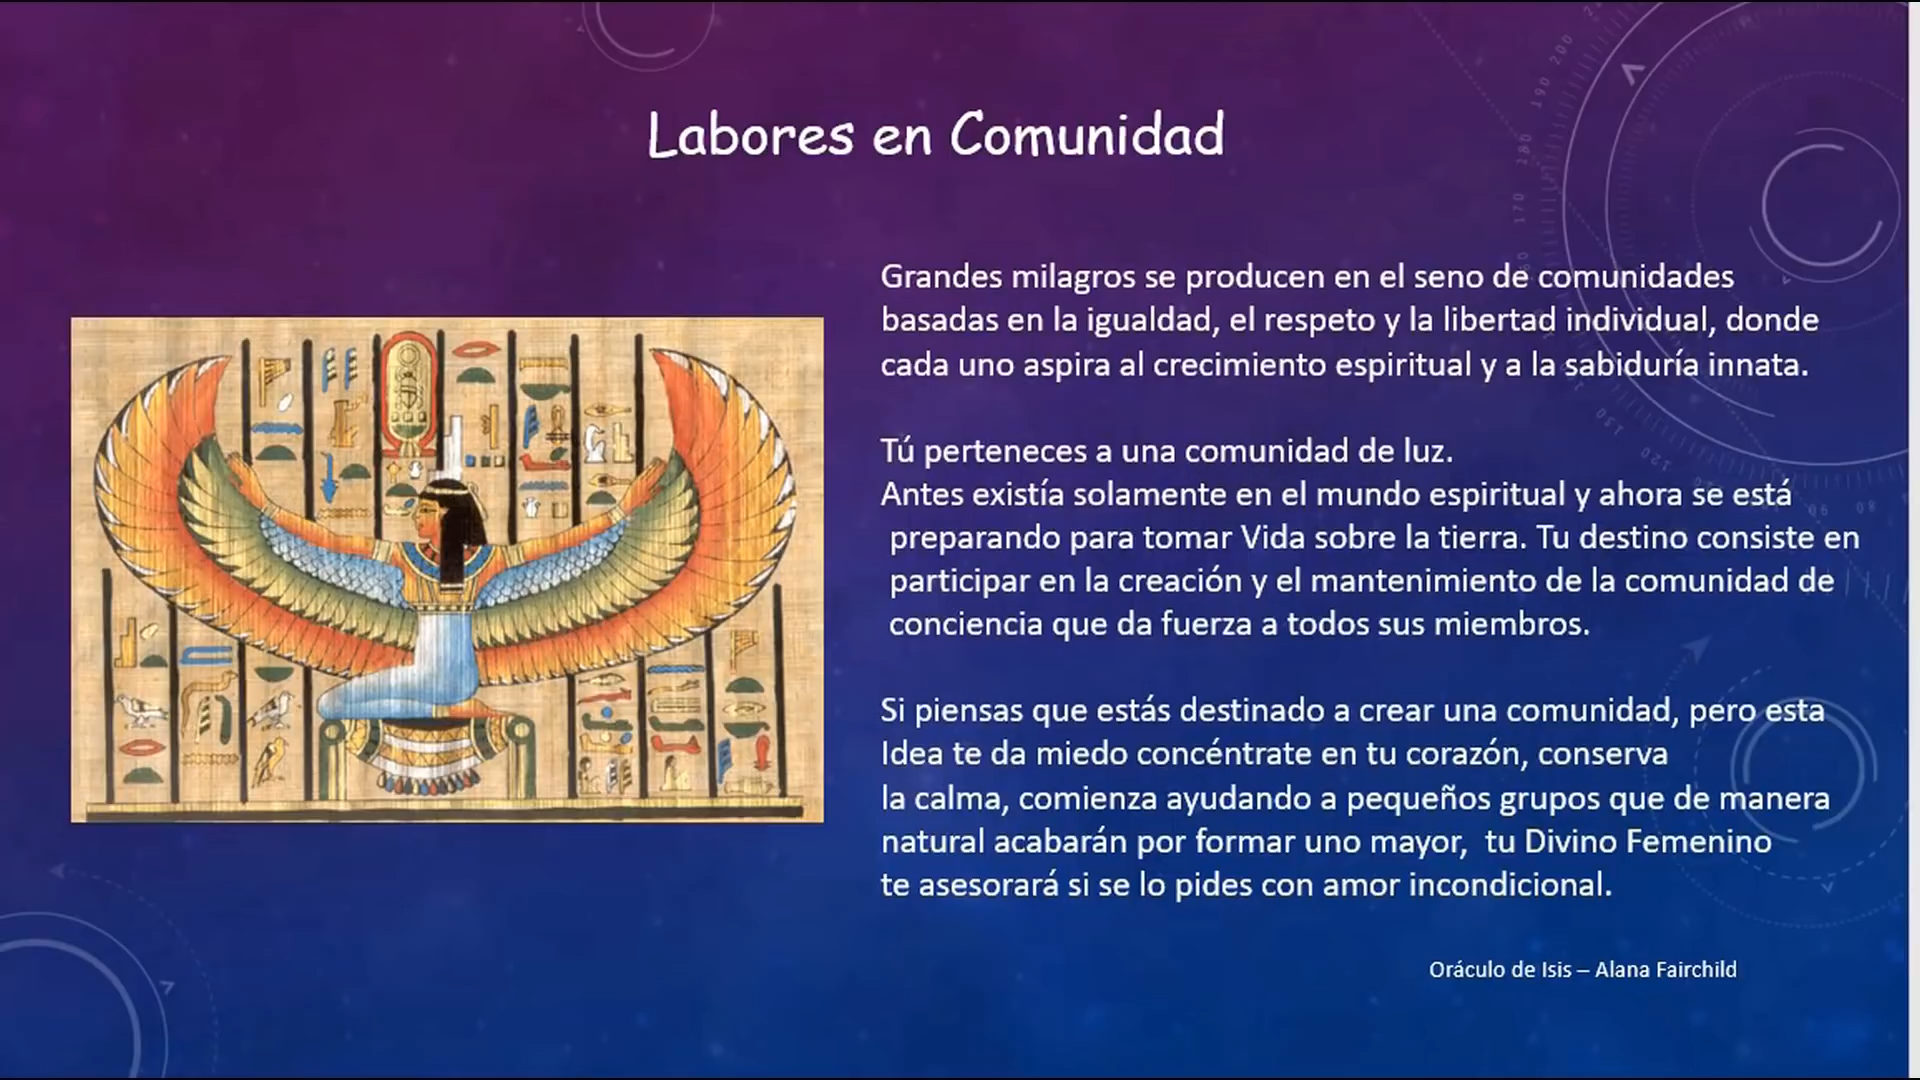 Labores en Comunidad
Grandes milagros se producen en el seno de comunidades
basadas en la igualdad, el respeto y la libertad individual, donde
cada uno aspira al crecimiento espiritual y a la sabiduría innata.
Tú perteneces a una comunidad de luz.
Antes existía solamente en el mundo espiritual y ahora se está
preparando para tomar Vida sobre la tierra. Tu destino consiste en
participar en la creación y el mantenimiento de la comunidad de
conciencia que da fuerza a todos sus miembros.
Si piensas que estás destinado a crear una comunidad, pero esta
Idea te da miedo concéntrate en tu corazón, conserva
la calma, comienza ayudando a pequeños grupos que de manera
natural acabarán por formar uno mayor, tu Divino Femenino
te asesorará si se lo pides con amor incondicional.
Oráculo de Isis – Alana Fairchild